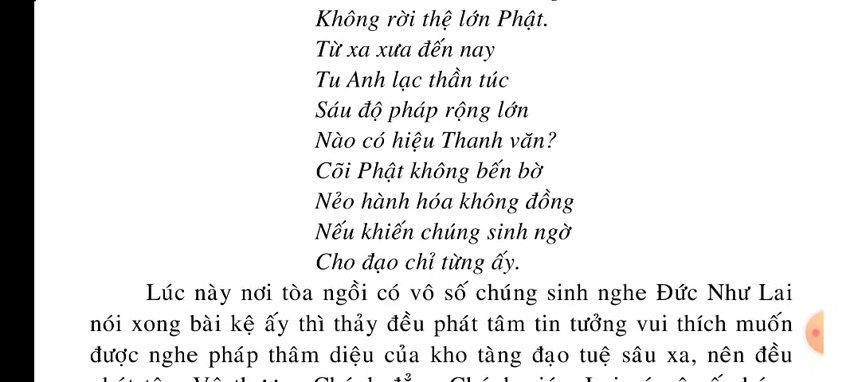 Không rời thệ lớn Phật.
Từ xa xưa đến nay
Tu Anh lạc thần túc
Sáu độ pháp rộng lớn
Nào có hiệu Thanh văn?
Cõi Phật không bến bờ
Nẻo hành hóa không đồng
Nếu khiến chúng sinh ngờ
Cho đạo chỉ từng ấy.
Lúc này nơi tòa ngồi có vô số chúng sinh nghe Đức Như Lai
nói xong bài kệ ấy thì thảy đều phát tâm tin tưởng vui thích muốn
được nghe pháp thâm diệu của kho tàng đạo tuệ sâu xa, nên đều